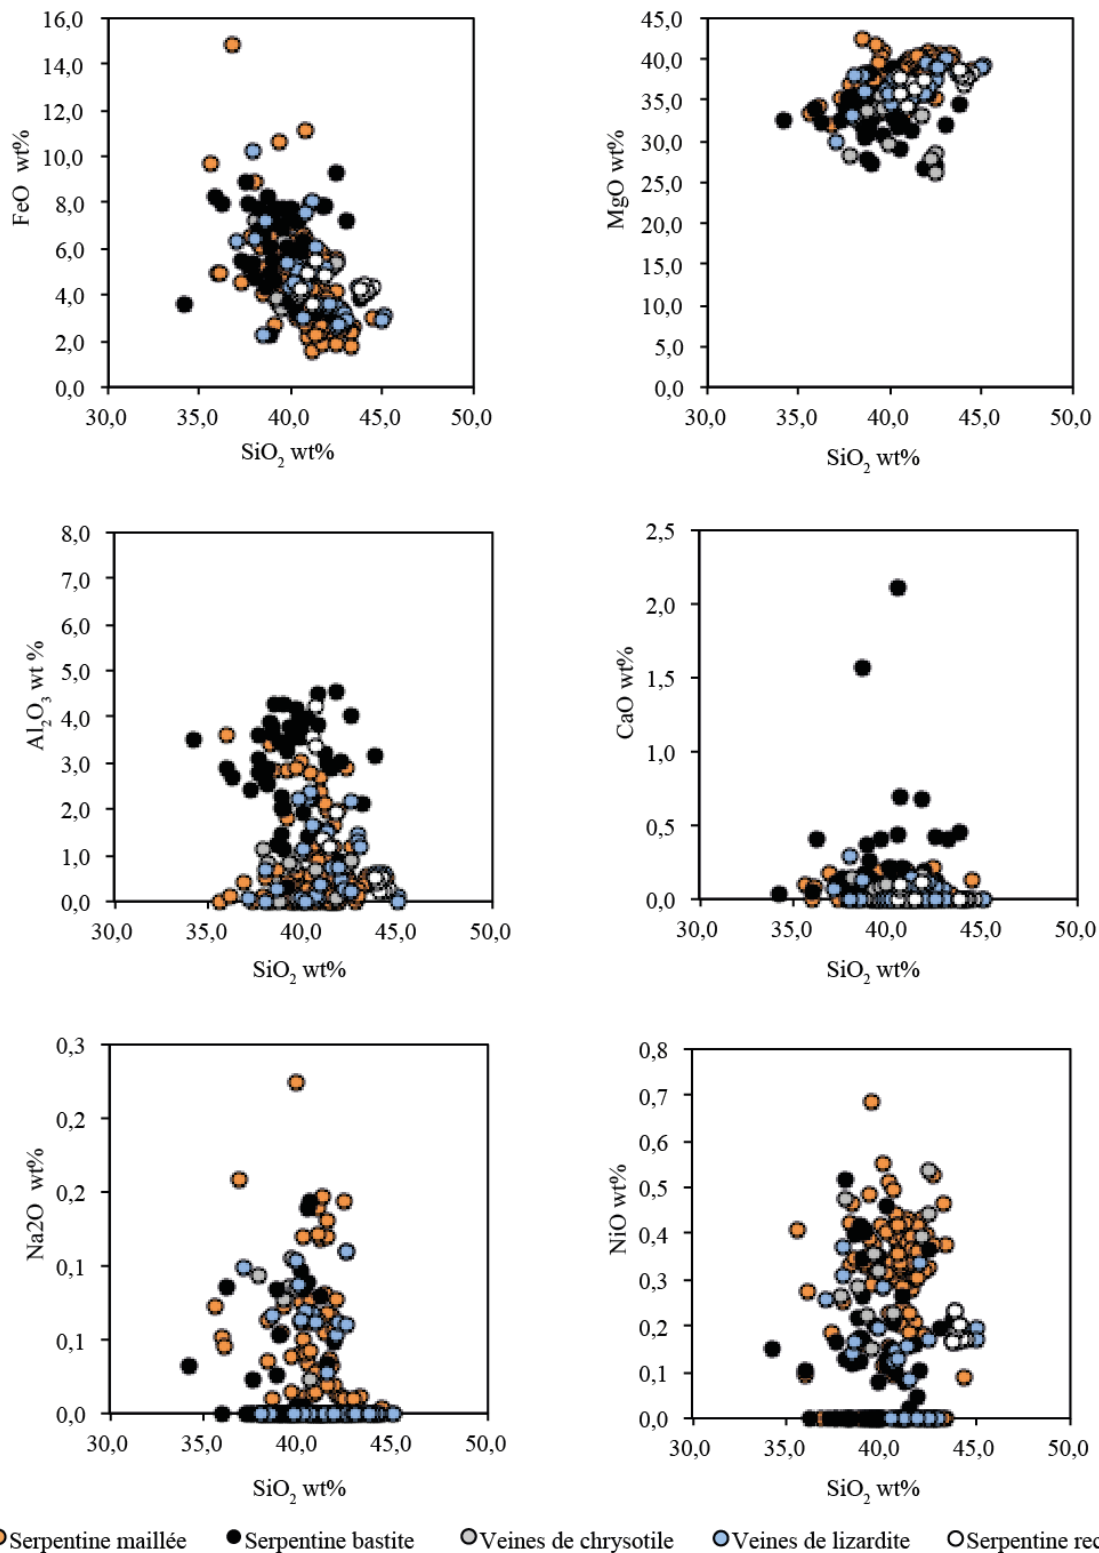 16,0
14,0
12,0
10,0
8,0
6,0
4,0
2,0
0,0
FeO wt%
30,0 35,0 40,0 45,0 50,0
SiO2 wt%
45,0
40,0
35,0
30,0
25,0
20,0
15,0
10,0
5,0
0,0
MgO wt%
30,0 35,0 40,0 45,0 50,0
SiO2 wt%
8,0
7,0
6,0
5,0
4,0
3,0
2,0
1,0
0,0
Al2O3 wt %
30,0 35,0 40,0 45,0 50,0
SiO2 wt%
2,5
2,0
1,5
1,0
0,5
0,0
CaO wt%
30,0 35,0 40,0 45,0 50,0
SiO2 wt%
0,3
0,2
0,2
0,1
0,1
0,0
Na2O wt%
30,0 35,0 40,0 45,0 50,0
SiO2 wt%
0,8
0,7
0,6
0,5
0,4
0,3
0,2
0,1
0,0
NiO wt%
30,0 35,0 40,0 45,0 50,0
SiO2 wt%
Serpentine maillée Serpentine bastite Veines de chrysotile Veines de lizardite Serpentine rec